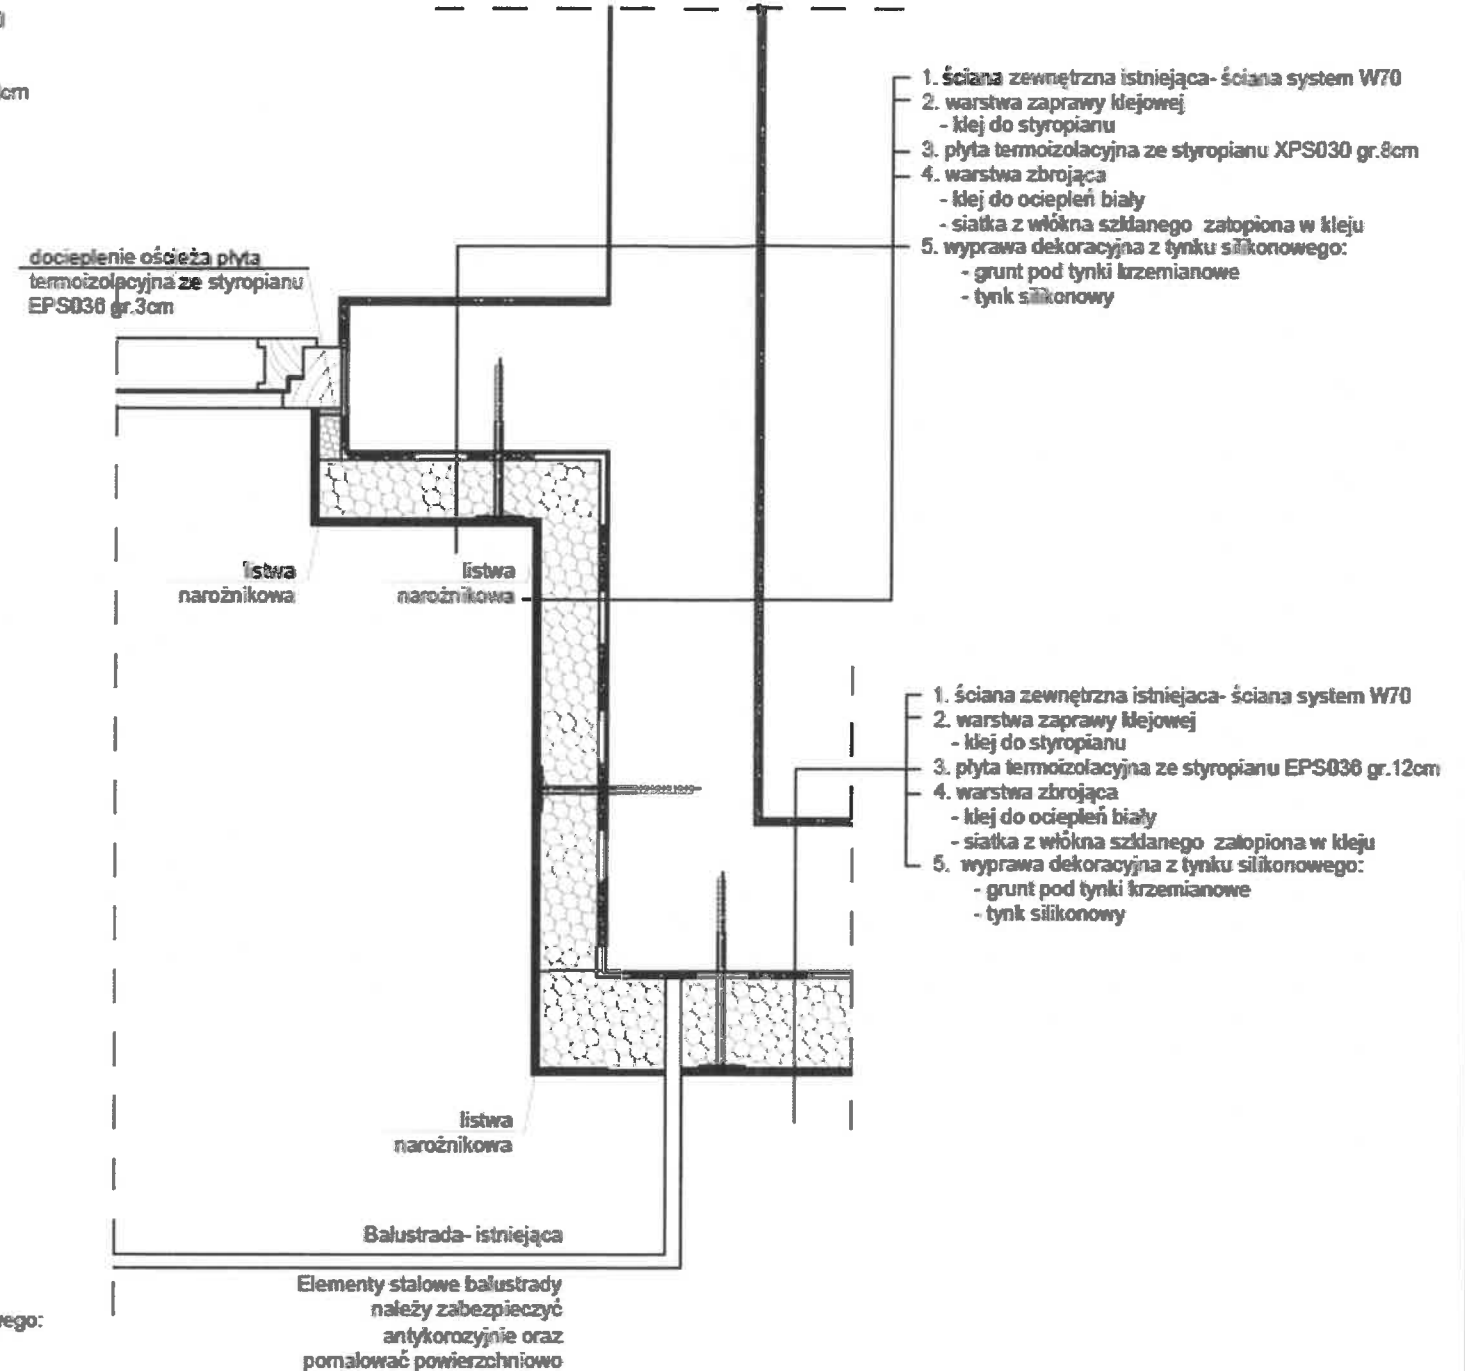 cm
1. ściana zewnętrzna istniejąca- ściana system W70
2. warstwa zaprawy klejowej
- klej do styropianu
3. płyta termoizolacyjna ze styropianu XPS030 gr.8cm
4. warstwa zbrojąca
- klej do ociepleń biały
- siatka z włókna szklanego zatopiona w kleju
5. wyprawa dekoracyjna z tynku silikonowego:
- grunt pod tynki krzemianowe
- tynk silikonowy
docieplenie ościeża płyta
termoizolacyjna ze styropianu
EPS036 gr.3cm
listwa
narożnikowa
listwa
narożnikowa
1. ściana zewnętrzna istniejaca- ściana system W70
2. warstwa zaprawy klejowej
- klej do styropianu
3. płyta termoizolacyjna ze styropianu EPS036 gr.12cm
4. warstwa zbrojąca
- klej do ociepleń biały
- siatka z włókna szklanego zatopiona w kleju
5. wyprawa dekoracyjna z tynku silikonowego:
- grunt pod tynki krzemianowe
- tynk silikonowy
listwa
narożnikowa
Balustrada- istniejąca
Elementy stalowe balustrady
należy zabezpieczyć
antykorozyjnie oraz
pomalować powierzchniowo
wego: